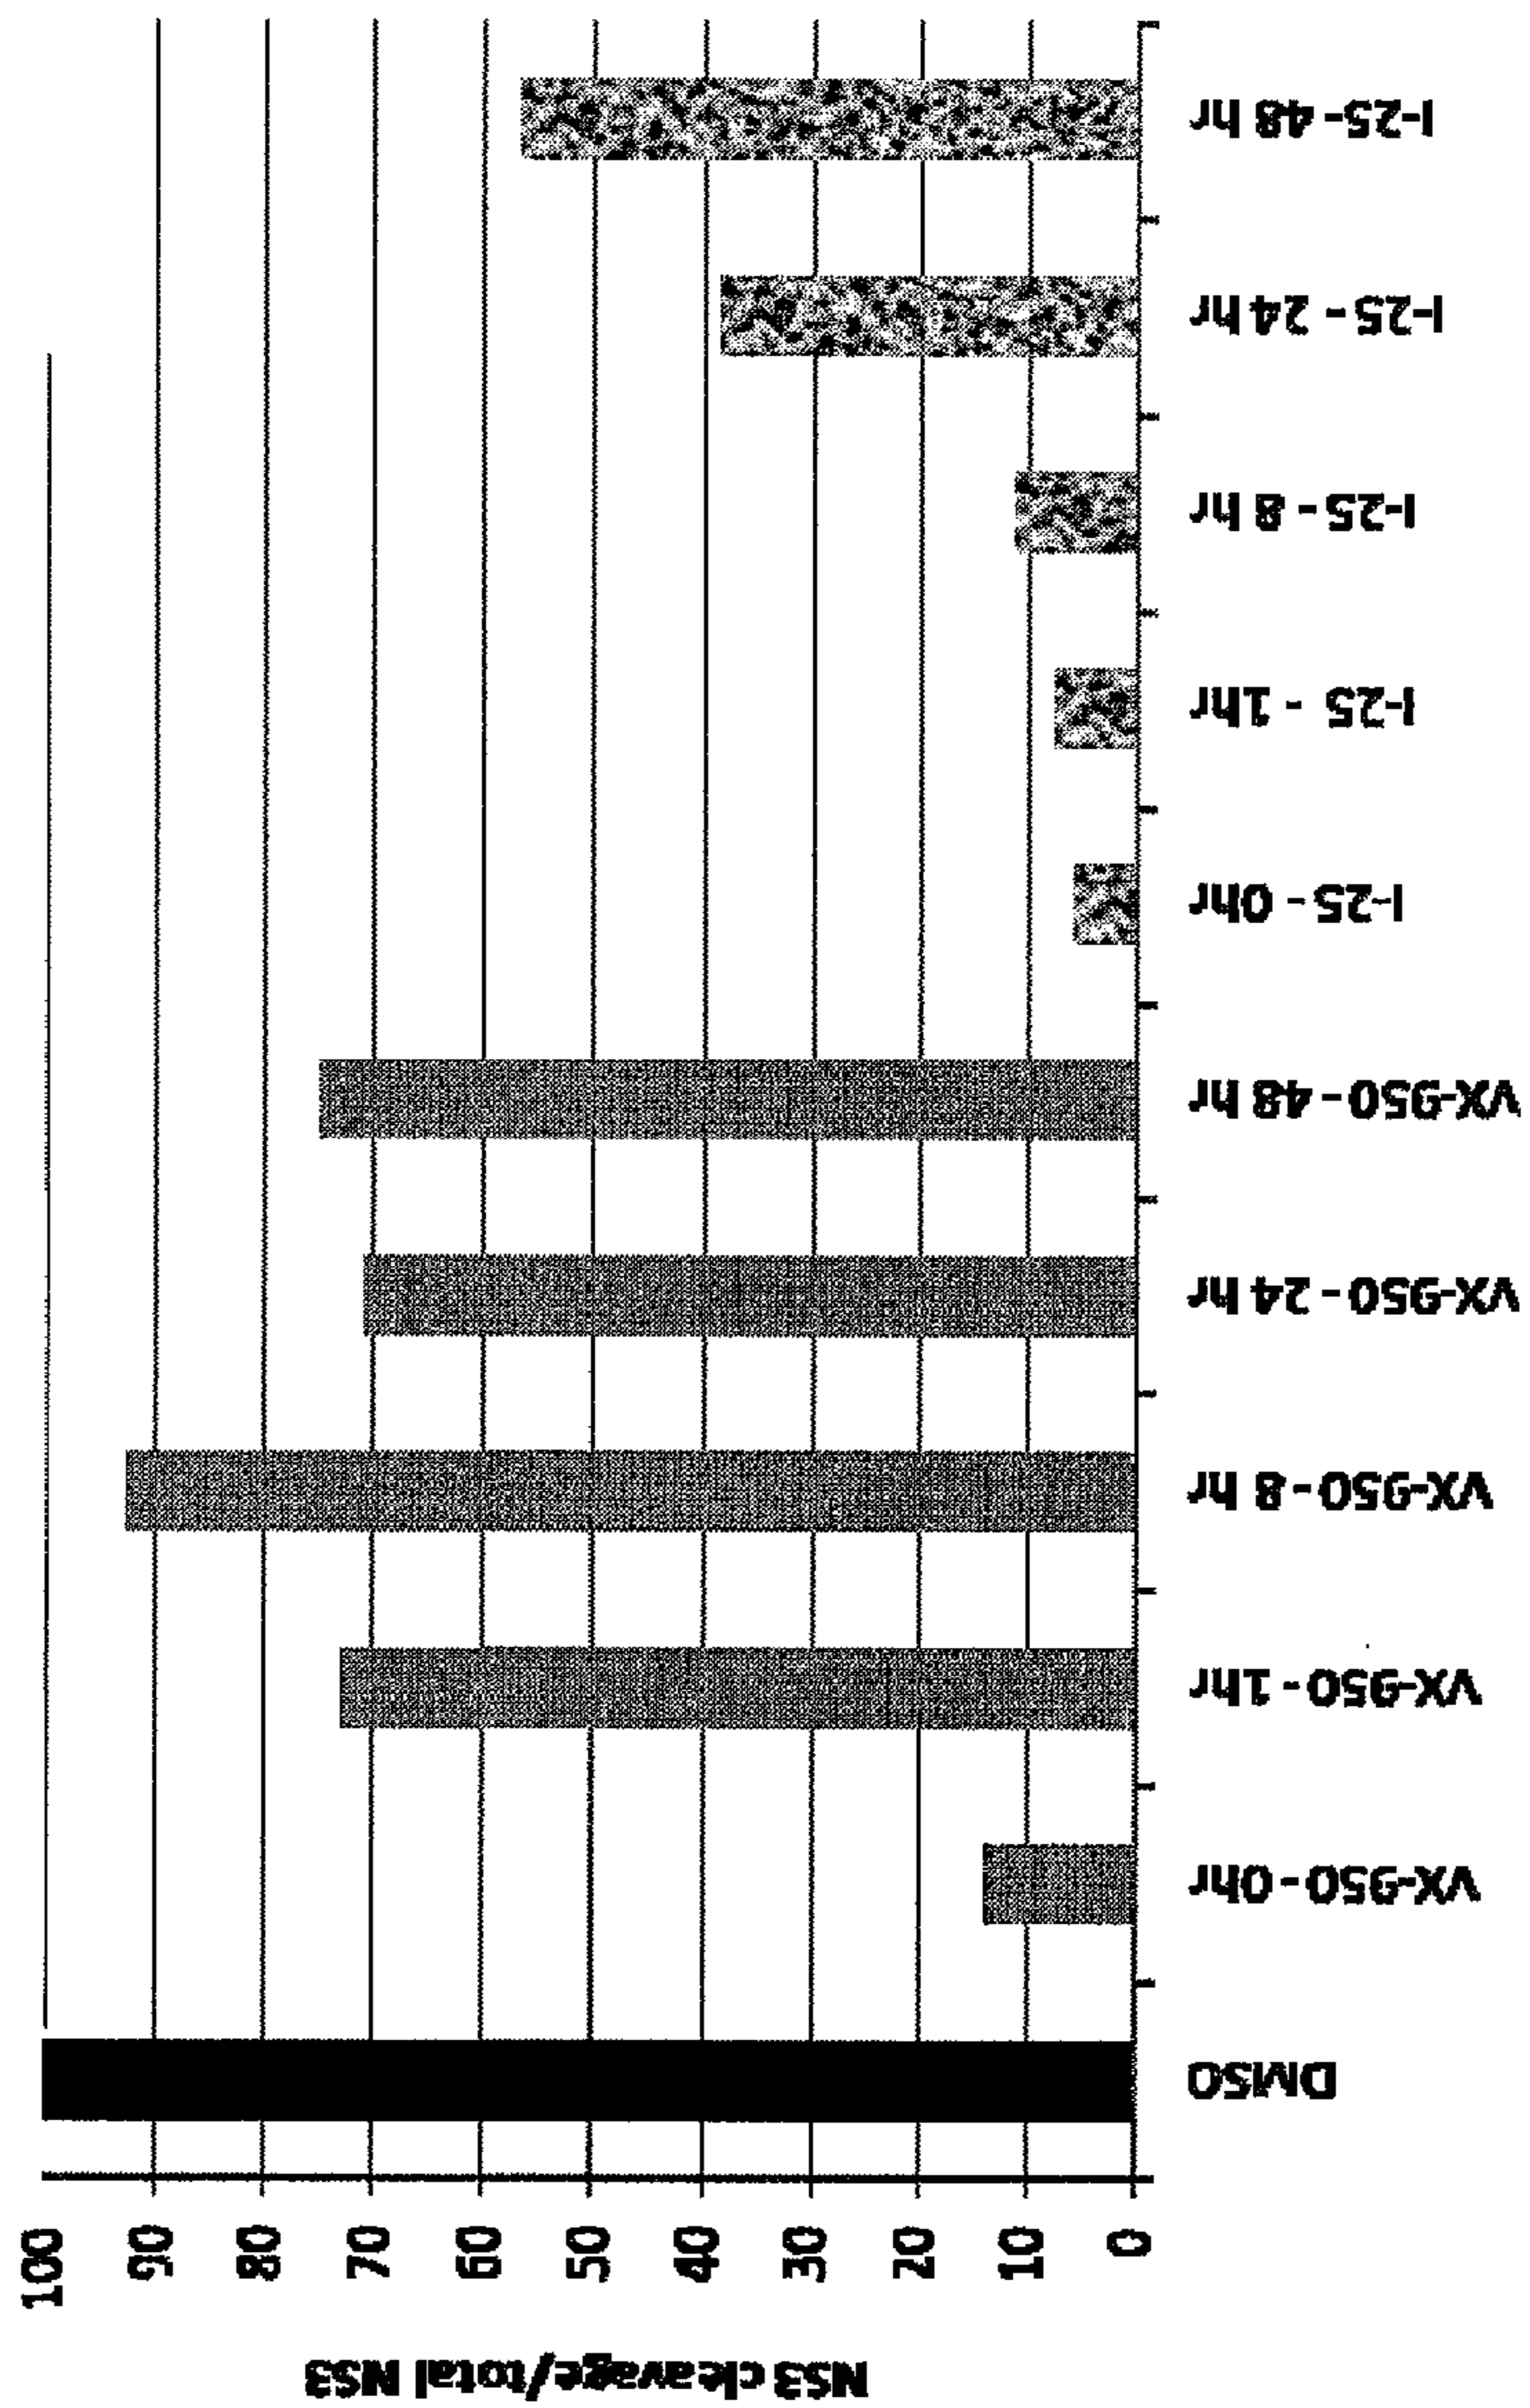 NS3 cleavage/total NS3
100
90
80
70
60
50
40
30
20
10
0
DMSO
VX-950-0hr
VX-950-1hr
VX-950-8 hr
VX-950-24 hr
VX-950-48 hr
I-25-0hr
I-25 - 1hr
I-25-8 hr
I-25-24 hr
I-25-48 hr